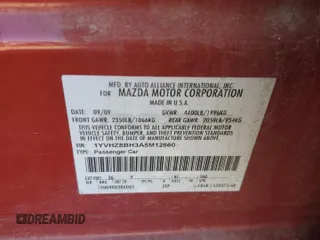 MFD. BY AUTO ALLIANCE INTERNATIONAL, INC.
FOR
MAZDA MOTOR CORPORATION
MADE IN U.S.A.
DATE: 09/09 GVWR: 4400LB/1996KG
FRONT GAWR: 2350LB/1066KG REAR GAWR: 2059LB/934KG
THIS VEHICLE CONFORMS TO ALL APPLICABLE FEDERAL MOTOR
VEHICLE SAFETY, BUMPER, AND THEFT PREVENTION STANDARDS
IN EFFECT ON THE DATE OF MANUFACTURE SHOWN ABOVE.
VIN: 1YVHZ8BH3A5M12860
TYPE: Passenger Car
© AUTOBIDMASTER